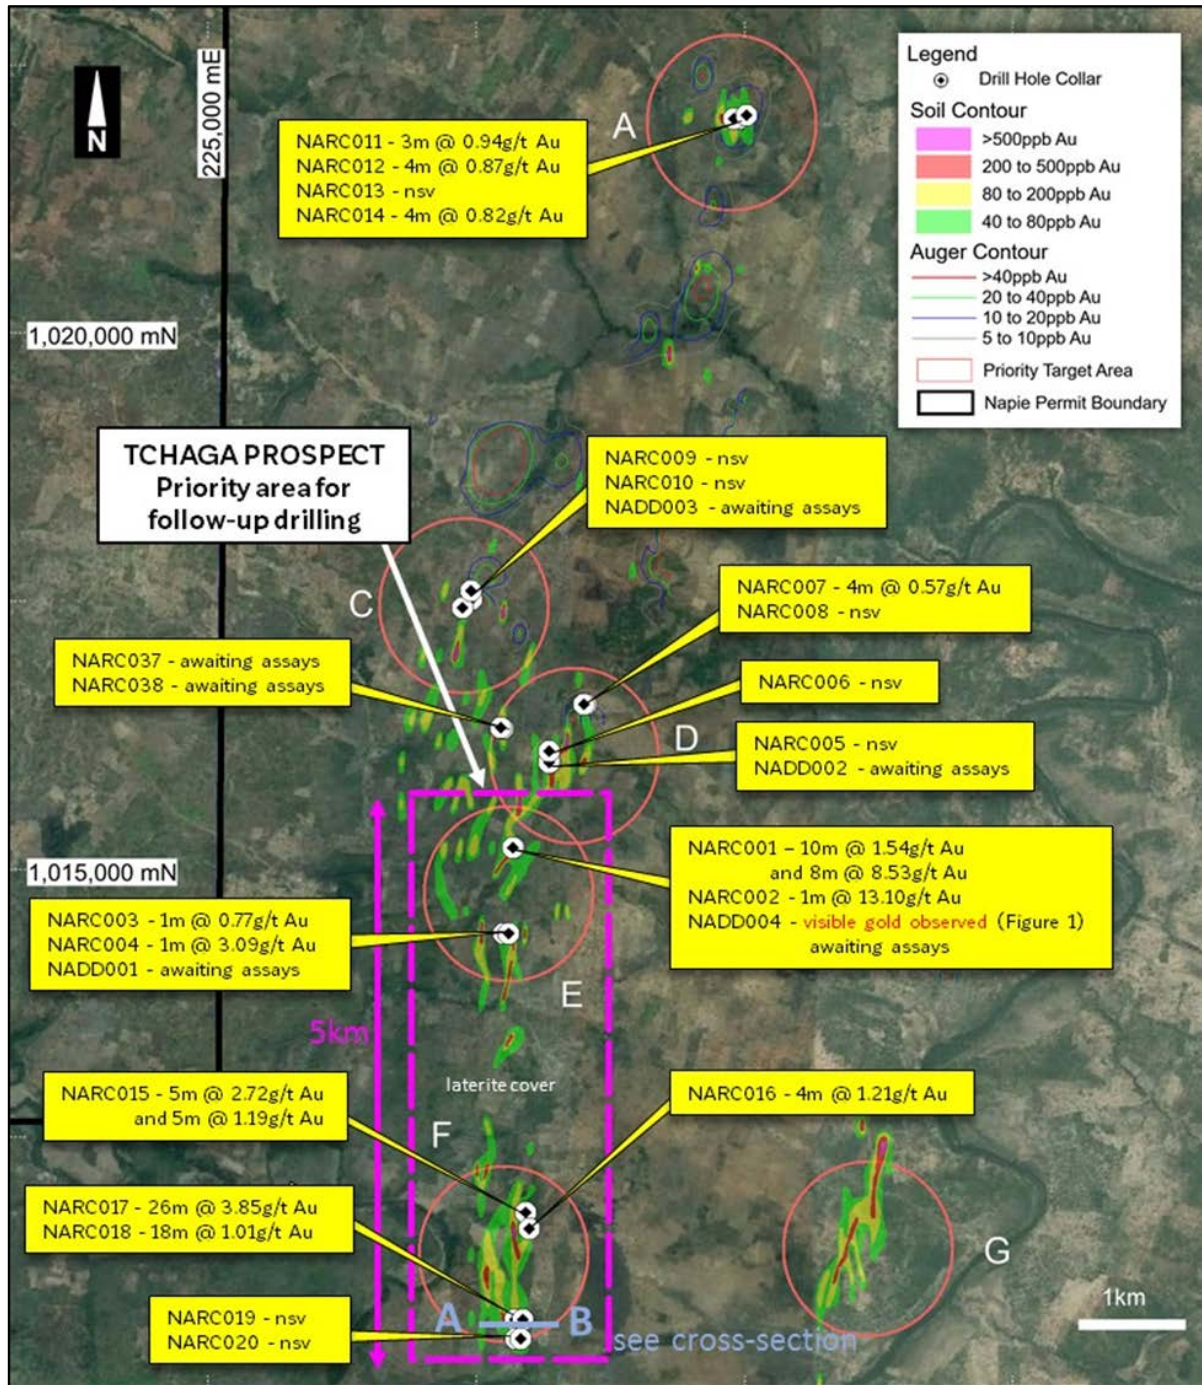 N
225,000 mE
A
NARC011 - 3m @ 0.94g/t Au
NARC012 - 4m @ 0.87g/t Au
NARC013 - nsv
NARC014 - 4m @ 0.82g/t Au
Legend
Drill Hole Collar
Soil Contour
>500ppb Au
200 to 500ppb Au
80 to 200ppb Au
40 to 80ppb Au
Auger Contour
>40ppb Au
20 to 40ppb Au
10 to 20ppb Au
5 to 10ppb Au
Priority Target Area
Napie Permit Boundary
1,020,000 mN
TCHAGA PROSPECT
Priority area for
follow-up drilling
NARC009 - nsv
NARC010 - nsv
NADD003 - awaiting assays
C
NARC007 - 4m @ 0.57g/t Au
NARC008 - nsv
NARC037 - awaiting assays
NARC038 - awaiting assays
NARC006 - nsv
D
NARC005 - nsv
NADD002 - awaiting assays
1,015,000 mN
NARC001 - 10m @ 1.54g/t Au
and 8m @ 8.53g/t Au
NARC002 - 1m @ 13.10g/t Au
NADD004 - visible gold observed (Figure 1)
awaiting assays
NARC003 - 1m @ 0.77g/t Au
NARC004 - 1m @ 3.09g/t Au
NADD001 - awaiting assays
E
5km
laterite cover
NARC015 - 5m @ 2.72g/t Au
and 5m @ 1.19g/t Au
NARC016 - 4m @ 1.21g/t Au
F
NARC017 - 26m @ 3.85g/t Au
NARC018 - 18m @ 1.01g/t Au
G
NARC019 - nsv
NARC020 - nsv
A B
see cross-section
1km